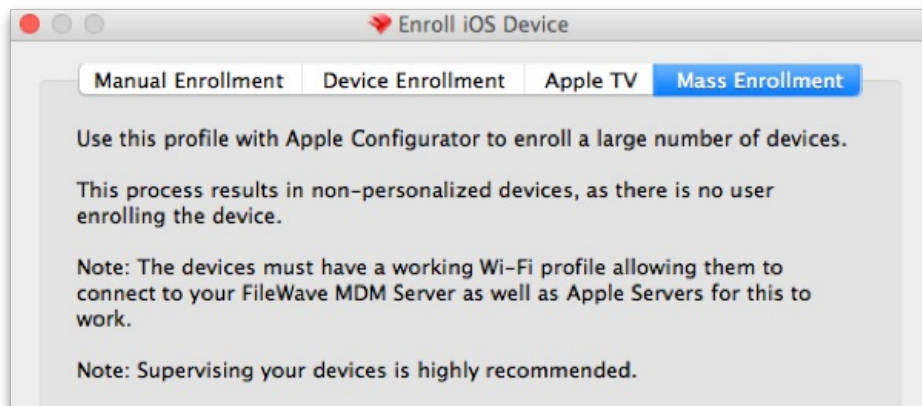 Enroll iOS Device
Manual Enrollment Device Enrollment Apple TV Mass Enrollment
Use this profile with Apple Configurator to enroll a large number of devices.
This process results in non-personalized devices, as there is no user
enrolling the device.
Note: The devices must have a working Wi-Fi profile allowing them to
connect to your FileWave MDM Server as well as Apple Servers for this to
work.
Note: Supervising your devices is highly recommended.